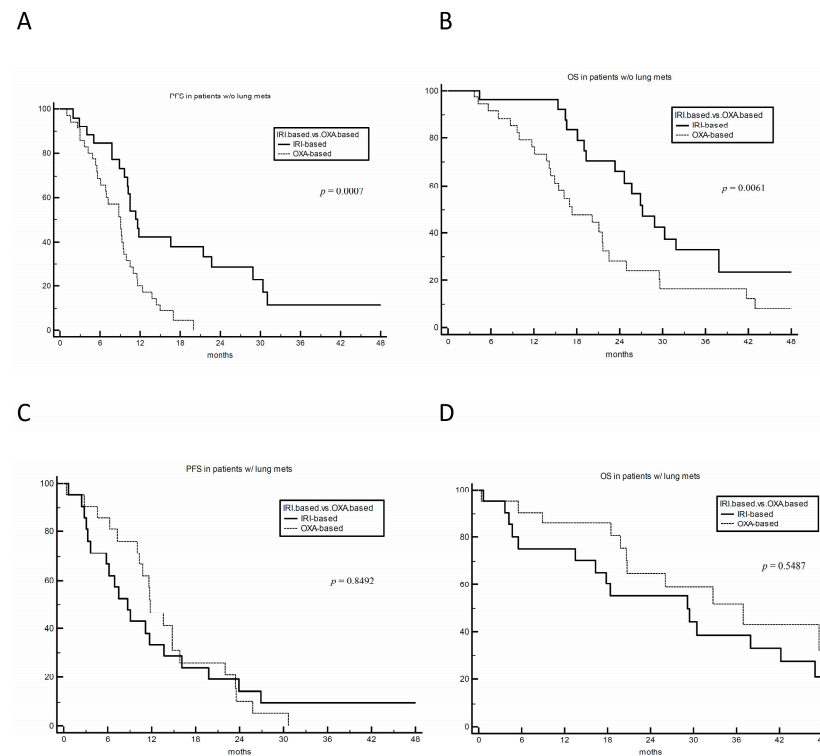 A
PFS in patients w/o lung mets
100
80
60
40
20
0
IRI.based.vs.OXA.based
IRI-based
OXA-based
p = 0.0007
0 6 12 18 24 30 36 42 48
months
B
OS in patients w/o lung mets
100
80
60
40
20
0
IRI.based.vs.OXA.based
IRI-based
OXA-based
p = 0.0061
0 6 12 18 24 30 36 42 48
months
C
PFS in patients w/ lung mets
100
80
60
40
20
0
IRI.based.vs.OXA.based
IRI-based
OXA-based
p = 0.8492
0 6 12 18 24 30 36 42 48
moths
D
OS in patients w/ lung mets
100
80
60
40
20
0
IRI.based.vs.OXA.based
IRI-based
OXA-based
p = 0.5487
0 6 12 18 24 30 36 42
moths